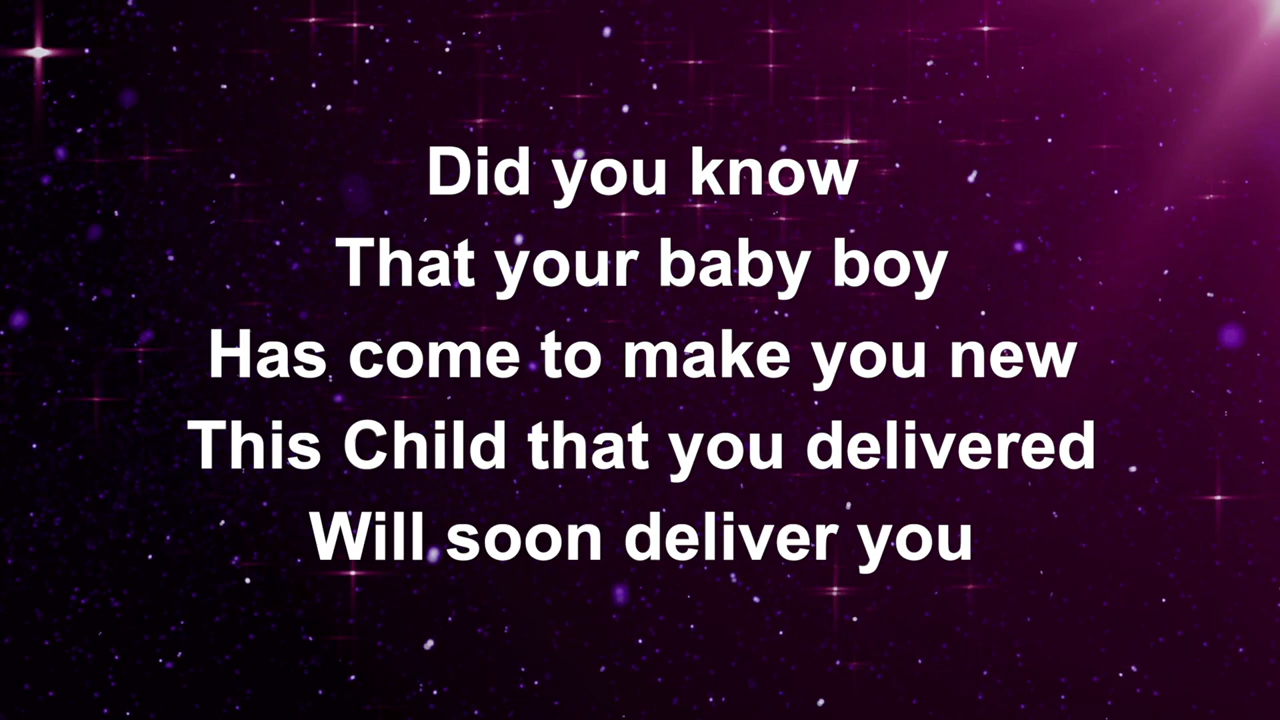 Did you know
That your baby boy
Has come to make you new
This Child that you delivered
Will soon deliver you